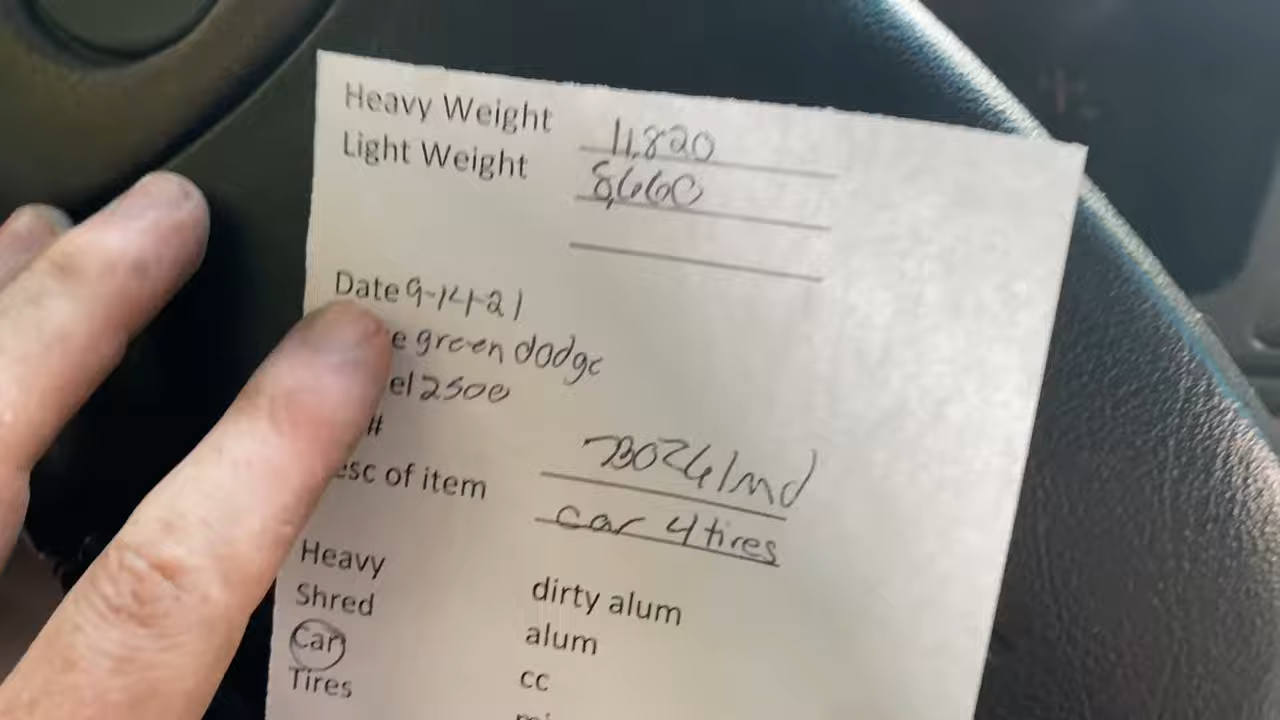 Heavy Weight 11,820
Light Weight 8,660
Date 9-14-21
e green dodge
el 2500
#
esc of item
car 4 tires
Heavy
Shred dirty alum
Car alum
Tires cc